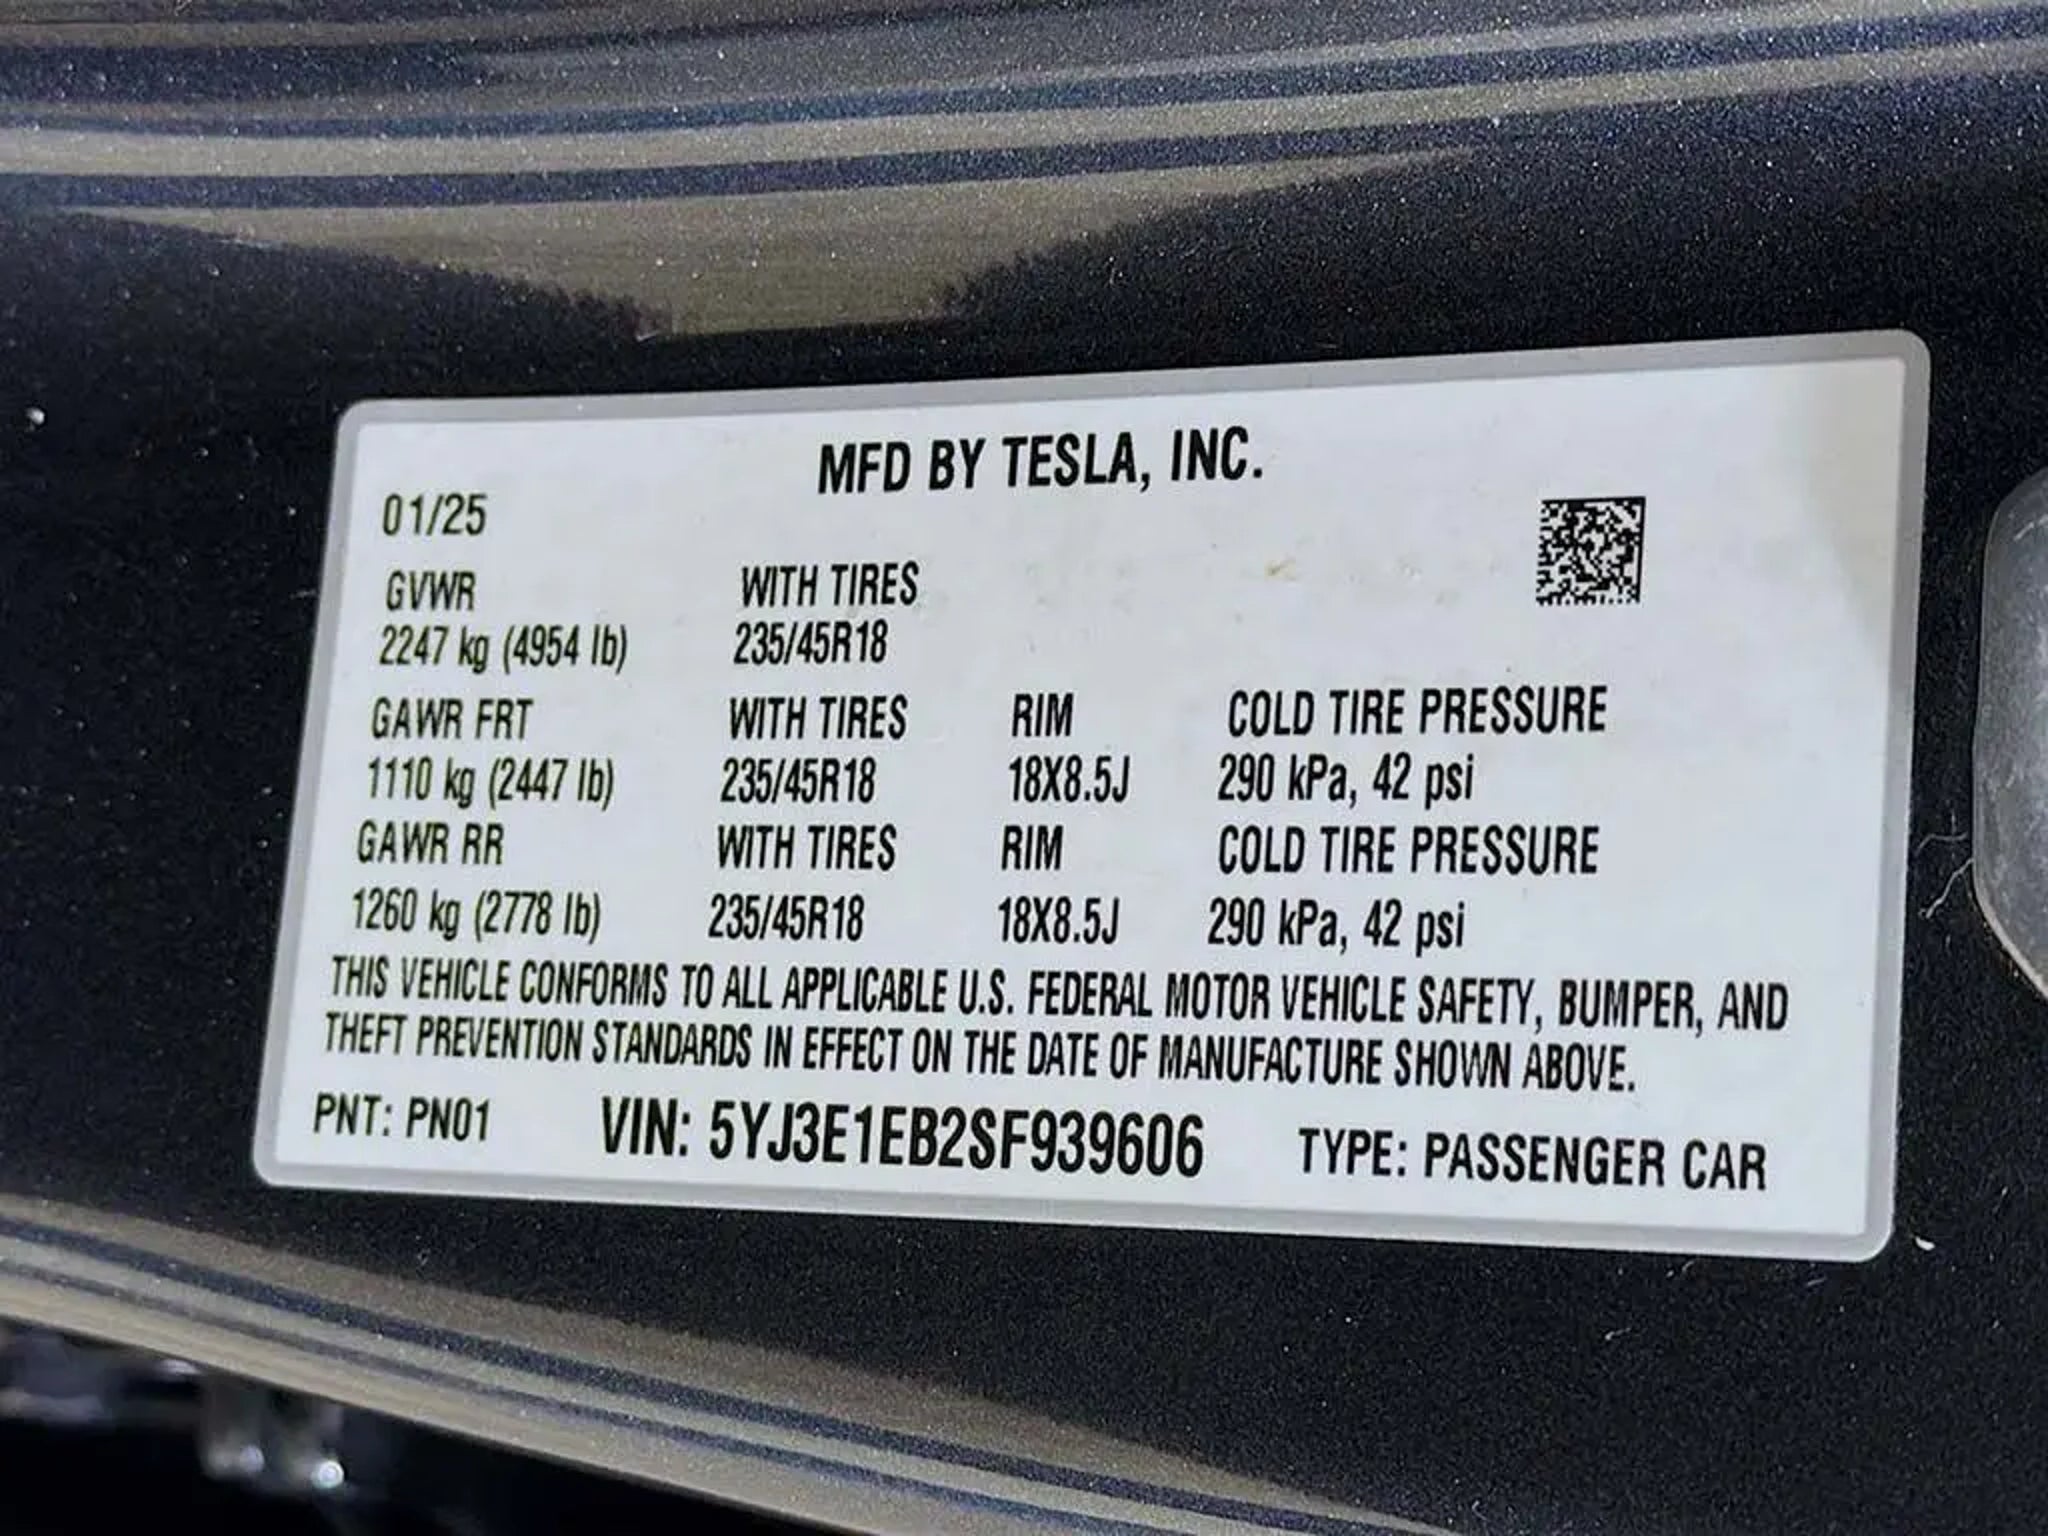 MFD BY TESLA, INC.
01/25
GVWR WITH TIRES
2247 kg (4954 lb) 235/45R18
GAWR FRT WITH TIRES RIM COLD TIRE PRESSURE
1110 kg (2447 lb) 235/45R18 18X8.5J 290 kPa, 42 psi
GAWR RR WITH TIRES RIM COLD TIRE PRESSURE
1260 kg (2778 lb) 235/45R18 18X8.5J 290 kPa, 42 psi
THIS VEHICLE CONFORMS TO ALL APPLICABLE U.S. FEDERAL MOTOR VEHICLE SAFETY, BUMPER, AND
THEFT PREVENTION STANDARDS IN EFFECT ON THE DATE OF MANUFACTURE SHOWN ABOVE.
PNT: PN01 VIN: 5YJ3E1EB2SF939606 TYPE: PASSENGER CAR